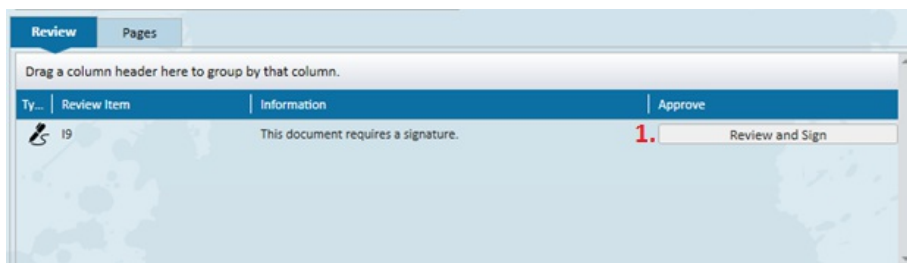 Review Pages
Drag a column header here to group by that column.
Ty... Review Item Information Approve
I9 This document requires a signature. 1. Review and Sign